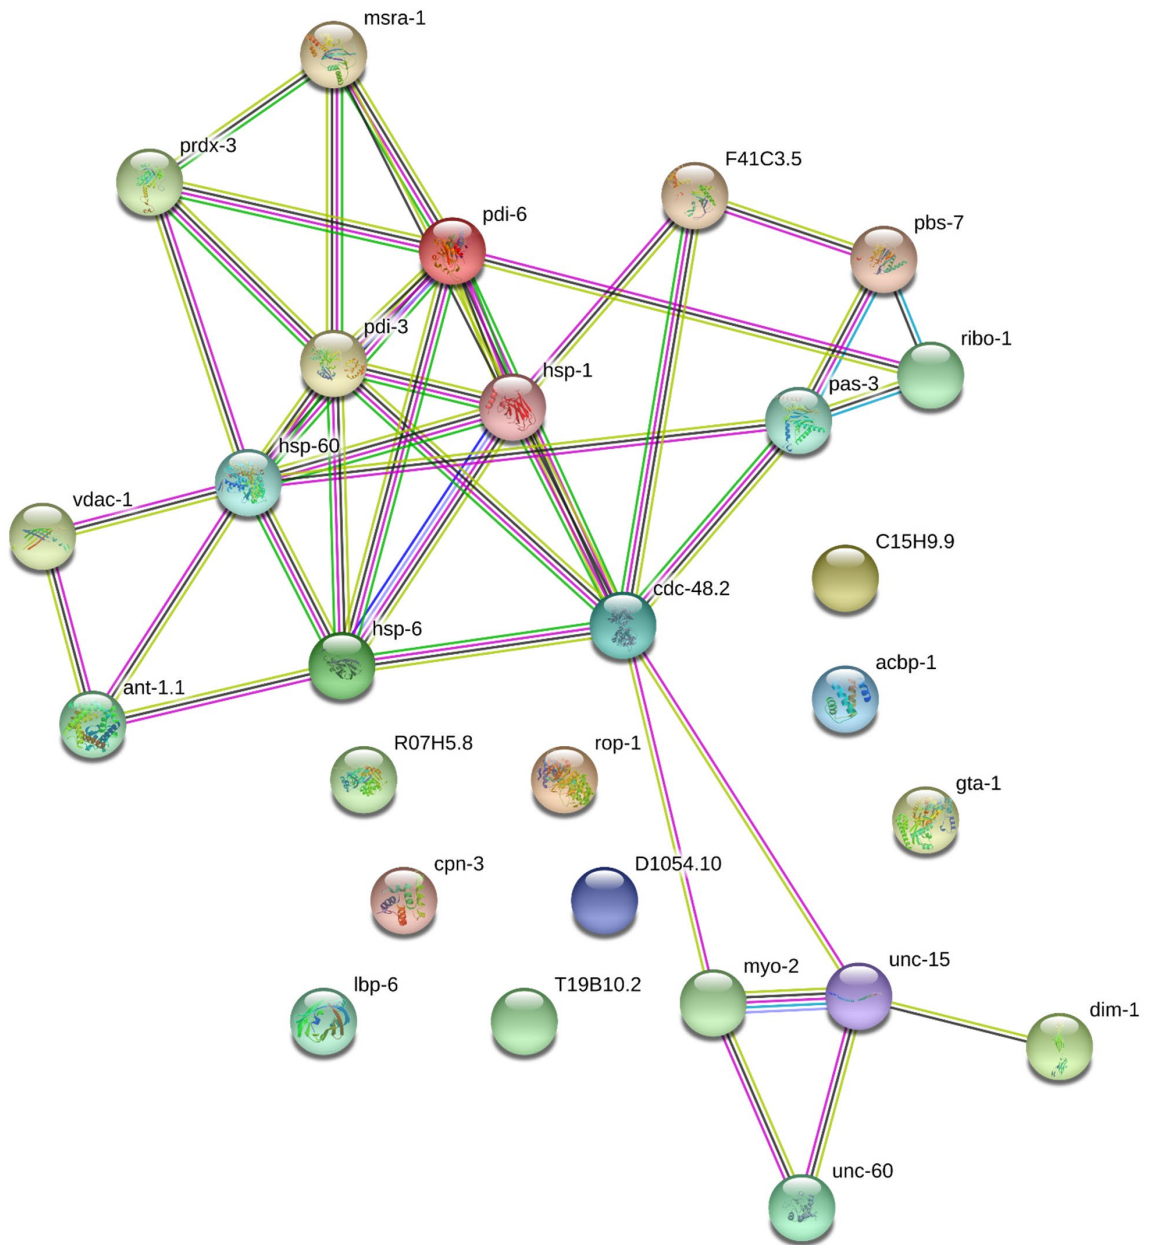 msra-1
prdx-3
F41C3.5
pdi-6
pbs-7
pdi-3
ribo-1
hsp-1
pas-3
hsp-60
vdac-1
C15H9.9
cdc-48.2
hsp-6
acbp-1
ant-1.1
R07H5.8
rop-1
gta-1
cpn-3
D1054.10
unc-15
myo-2
lbp-6
T19B10.2
dim-1
unc-60